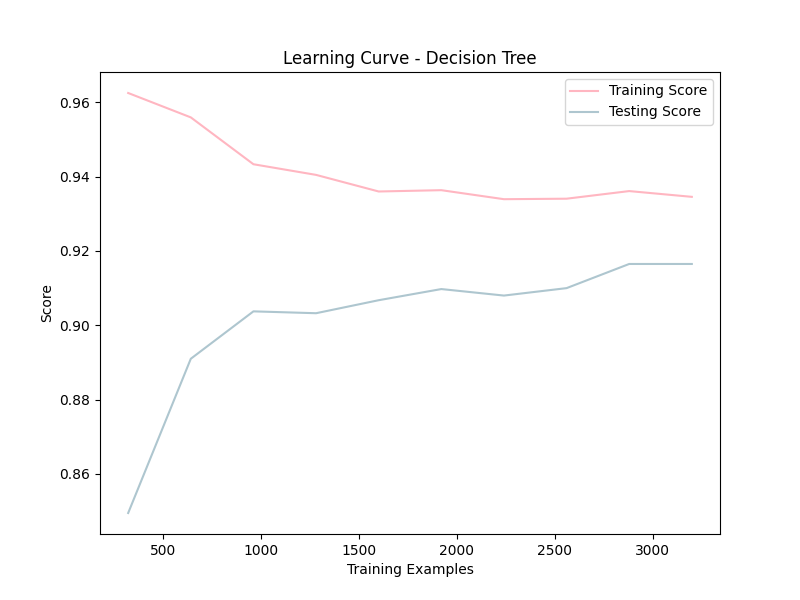 Learning Curve - Decision Tree
Training Score
Testing Score
0.96
0.94
0.92
0.90
0.88
0.86
Score
500 1000 1500 2000 2500 3000
Training Examples